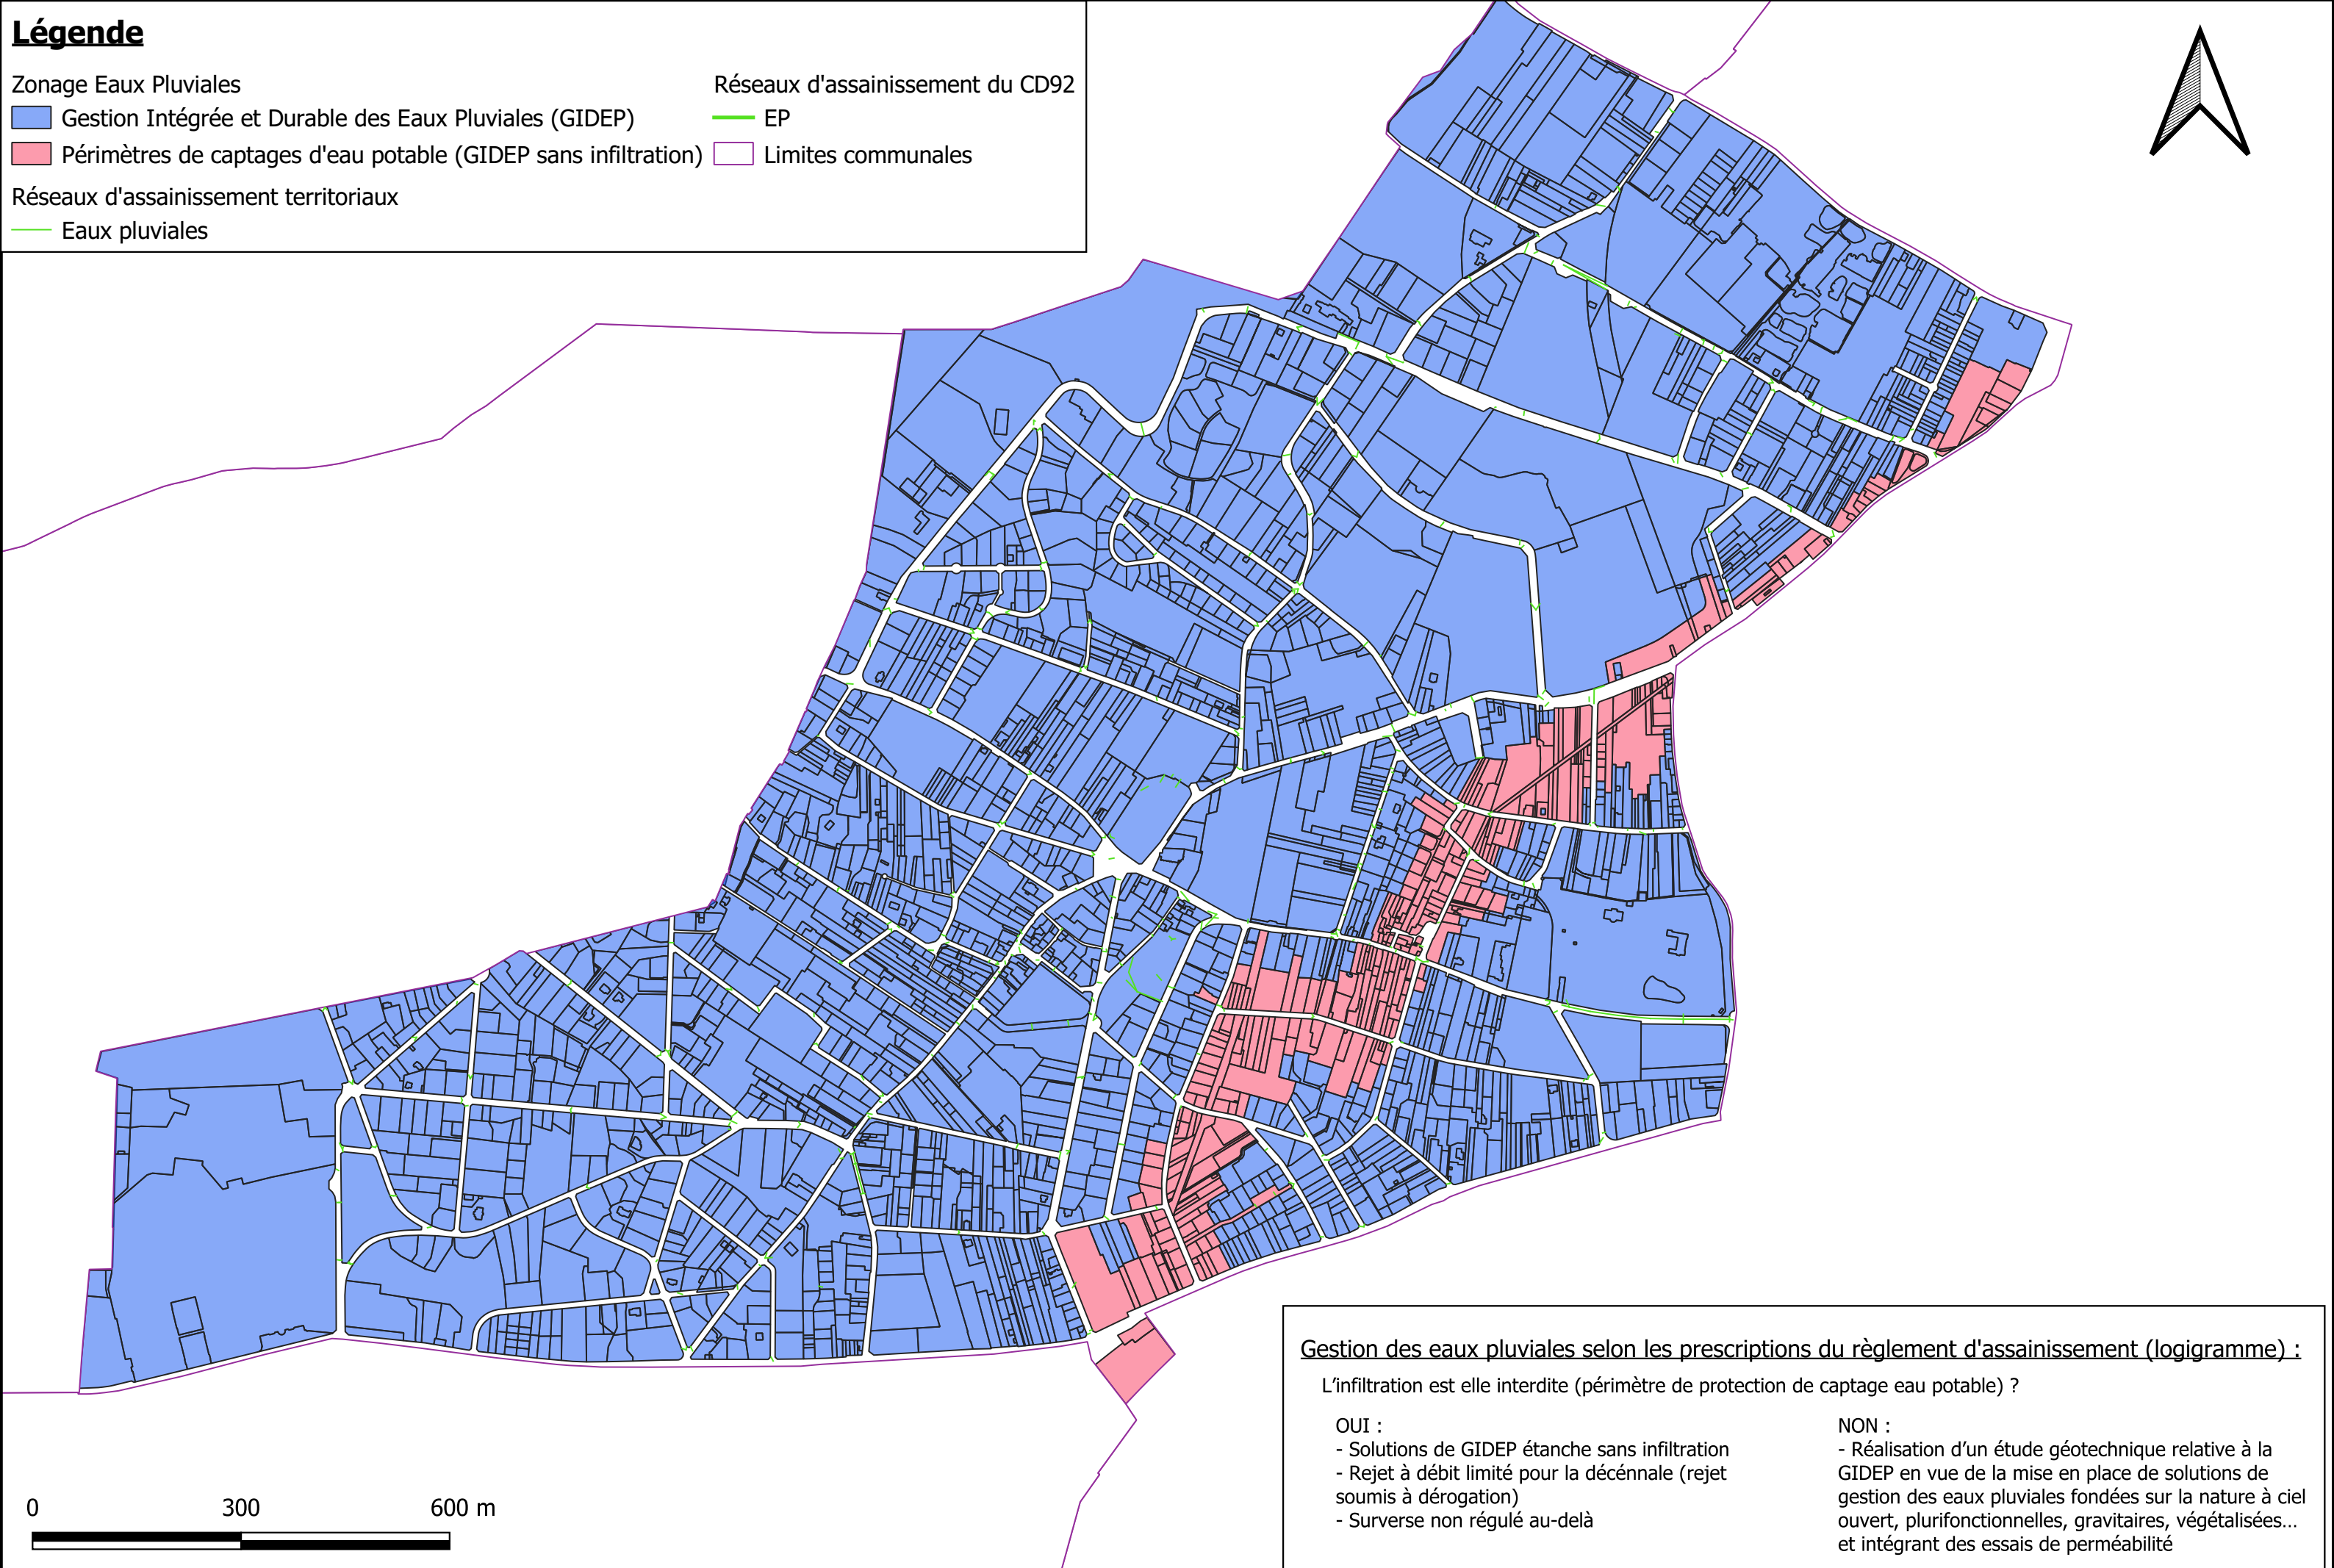 Légende
Zonage Eaux Pluviales
Gestion Intégrée et Durable des Eaux Pluviales (GIDEP)
Périmètres de captages d'eau potable (GIDEP sans infiltration)
Réseaux d'assainissement territoriaux
Eaux pluviales
Réseaux d'assainissement du CD92
EP
Limites communales
0 300 600 m
Gestion des eaux pluviales selon les prescriptions du règlement d'assainissement (logigramme) :
L'infiltration est elle interdite (périmètre de protection de captage eau potable) ?
OUI :
- Solutions de GIDEP étanche sans infiltration
- Rejet à débit limité pour la décénnale (rejet
soumis à dérogation)
- Surverse non régulé au-delà
NON :
- Réalisation d'un étude géotechnique relative à la
GIDEP en vue de la mise en place de solutions de
gestion des eaux pluviales fondées sur la nature à ciel
ouvert, plurifonctionnelles, gravitaires, végétalisées...
et intégrant des essais de perméabilité